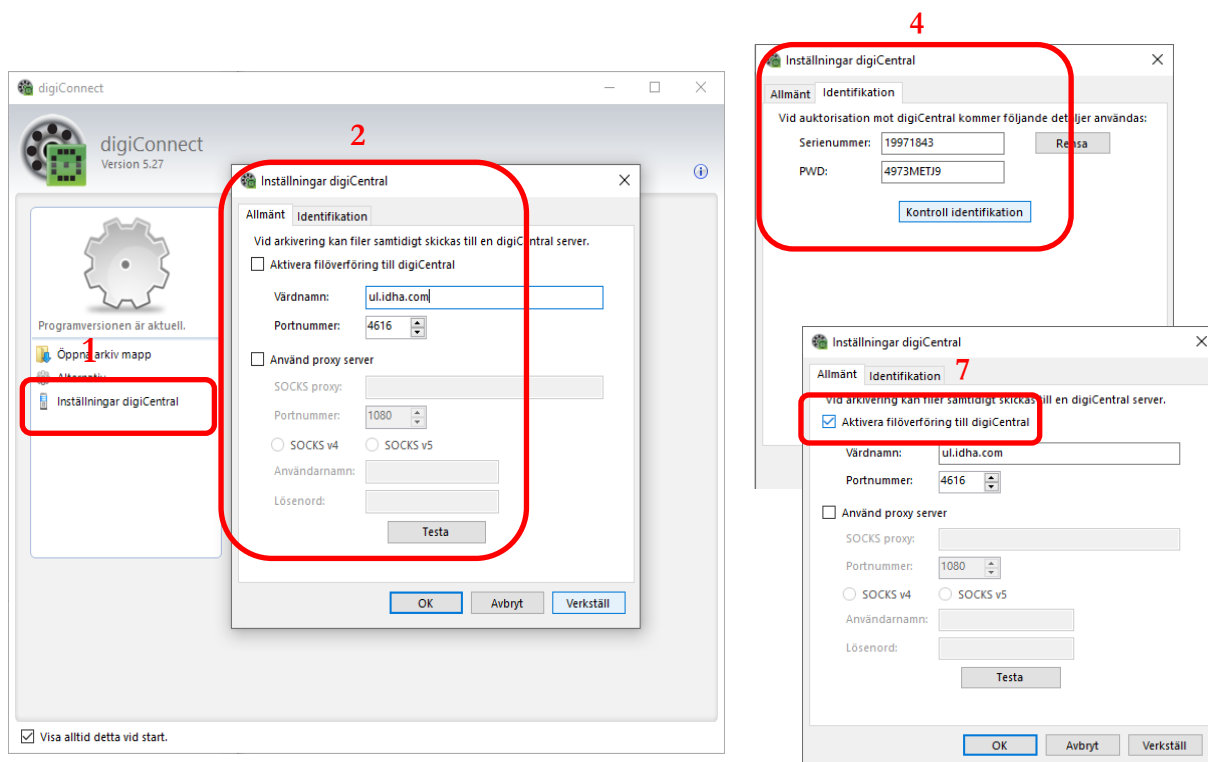 4
digiConnect
digiConnect
Version 5.27
Programversionen är aktuell.
1
Öppna arkiv mapp
Alternativ
Inställningar digiCentral
Visa alltid detta vid start.
2
Inställningar digiCentral
Allmänt Identifikation
Vid arkivering kan filer samtidigt skickas till en digiCentral server.
Aktivera filöverföring till digiCentral
Värdnamn: ul.idha.com
Portnummer: 4616
Använd proxy server
SOCKS proxy:
Portnummer: 1080
SOCKS v4 SOCKS v5
Användarnamn:
Lösenord:
Testa
OK Avbryt Verkställ
Inställningar digiCentral
Allmänt Identifikation
Vid auktorisation mot digiCentral kommer följande detaljer användas:
Serienummer: 19971843 Rensa
PWD: 4973METJ9
Kontroll identifikation
Inställningar digiCentral
Allmänt Identifikation 7
Vid arkivering kan filer samtidigt skickas till en digiCentral server.
Aktivera filöverföring till digiCentral
Värdnamn: ul.idha.com
Portnummer: 4616
Använd proxy server
SOCKS proxy:
Portnummer: 1080
SOCKS v4 SOCKS v5
Användarnamn:
Lösenord:
Testa
OK Avbryt Verkställ